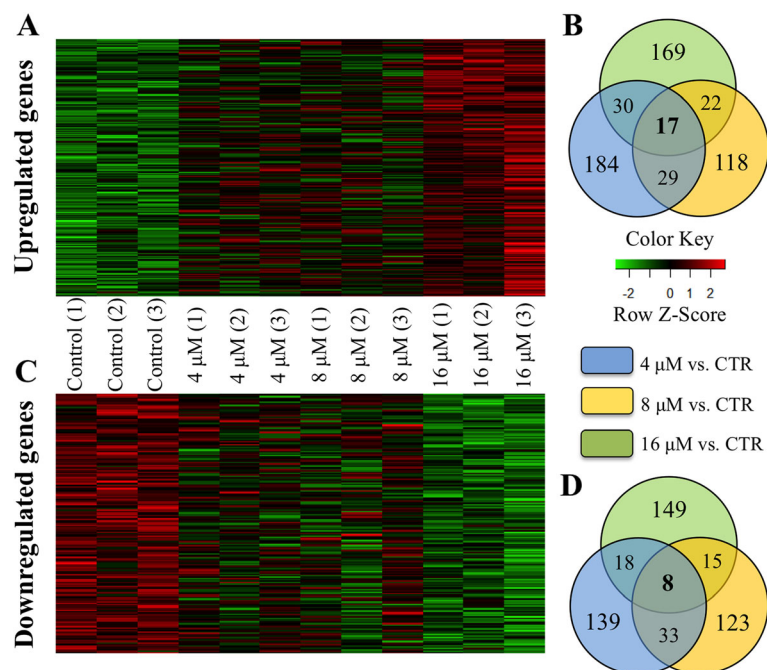 A
Upregulated genes
B
169
30
22
17
184
118
29
Color Key
-2 0 2
Row Z-Score
Control (1)
Control (2)
Control (3)
4 μM (1)
4 μM (2)
4 μM (3)
8 μM (1)
8 μM (2)
8 μM (3)
16 μM (1)
16 μM (2)
16 μM (3)
4 μM vs. CTR
8 μM vs. CTR
16 μM vs. CTR
C
Downregulated genes
D
149
18
15
8
139
123
33